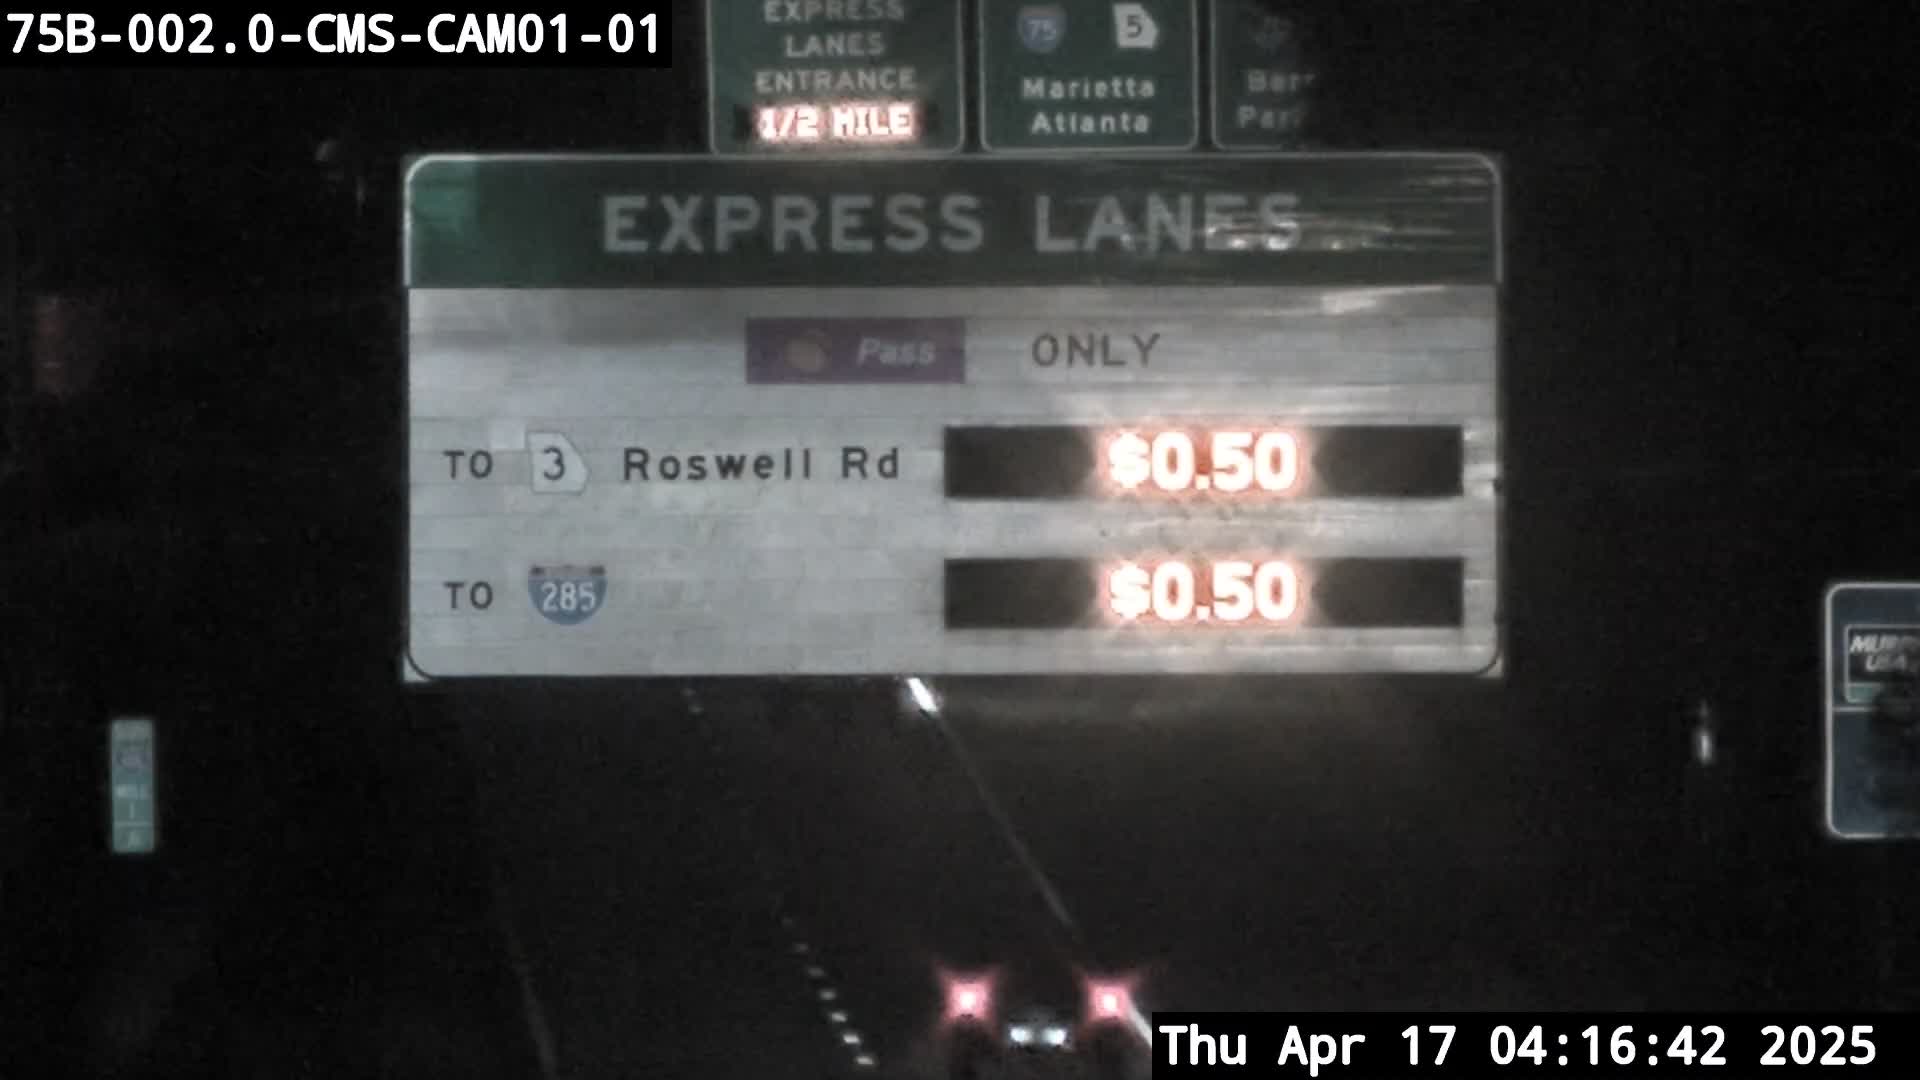 75B-002.0-CMS-CAM01-01
EXPRESS
LANES
ENTRANCE
1/2 MILE
75
5
Marietta
Atlanta
EXPRESS LANES
Pass ONLY
TO 3 Roswell Rd $0.50
TO 285 $0.50
USA
Thu Apr 17 04:16:42 2025